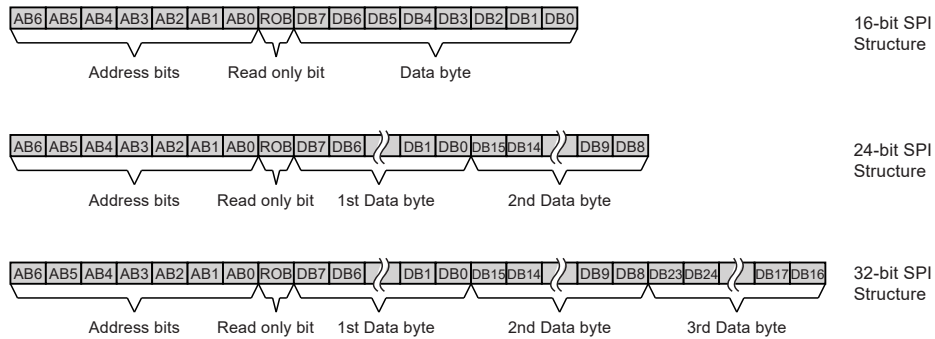 AB6 AB5 AB4 AB3 AB2 AB1 AB0 ROB DB7 DB6 DB5 DB4 DB3 DB2 DB1 DB0
16-bit SPI
Structure
Address bits Read only bit Data byte
AB6 AB5 AB4 AB3 AB2 AB1 AB0 ROB DB7 DB6 DB1 DB0 DB15 DB14 DB9 DB8
24-bit SPI
Structure
Address bits Read only bit 1st Data byte 2nd Data byte
AB6 AB5 AB4 AB3 AB2 AB1 AB0 ROB DB7 DB6 DB1 DB0 DB15 DB14 DB9 DB8 DB23 DB24 DB17 DB16
32-bit SPI
Structure
Address bits Read only bit 1st Data byte 2nd Data byte 3rd Data byte